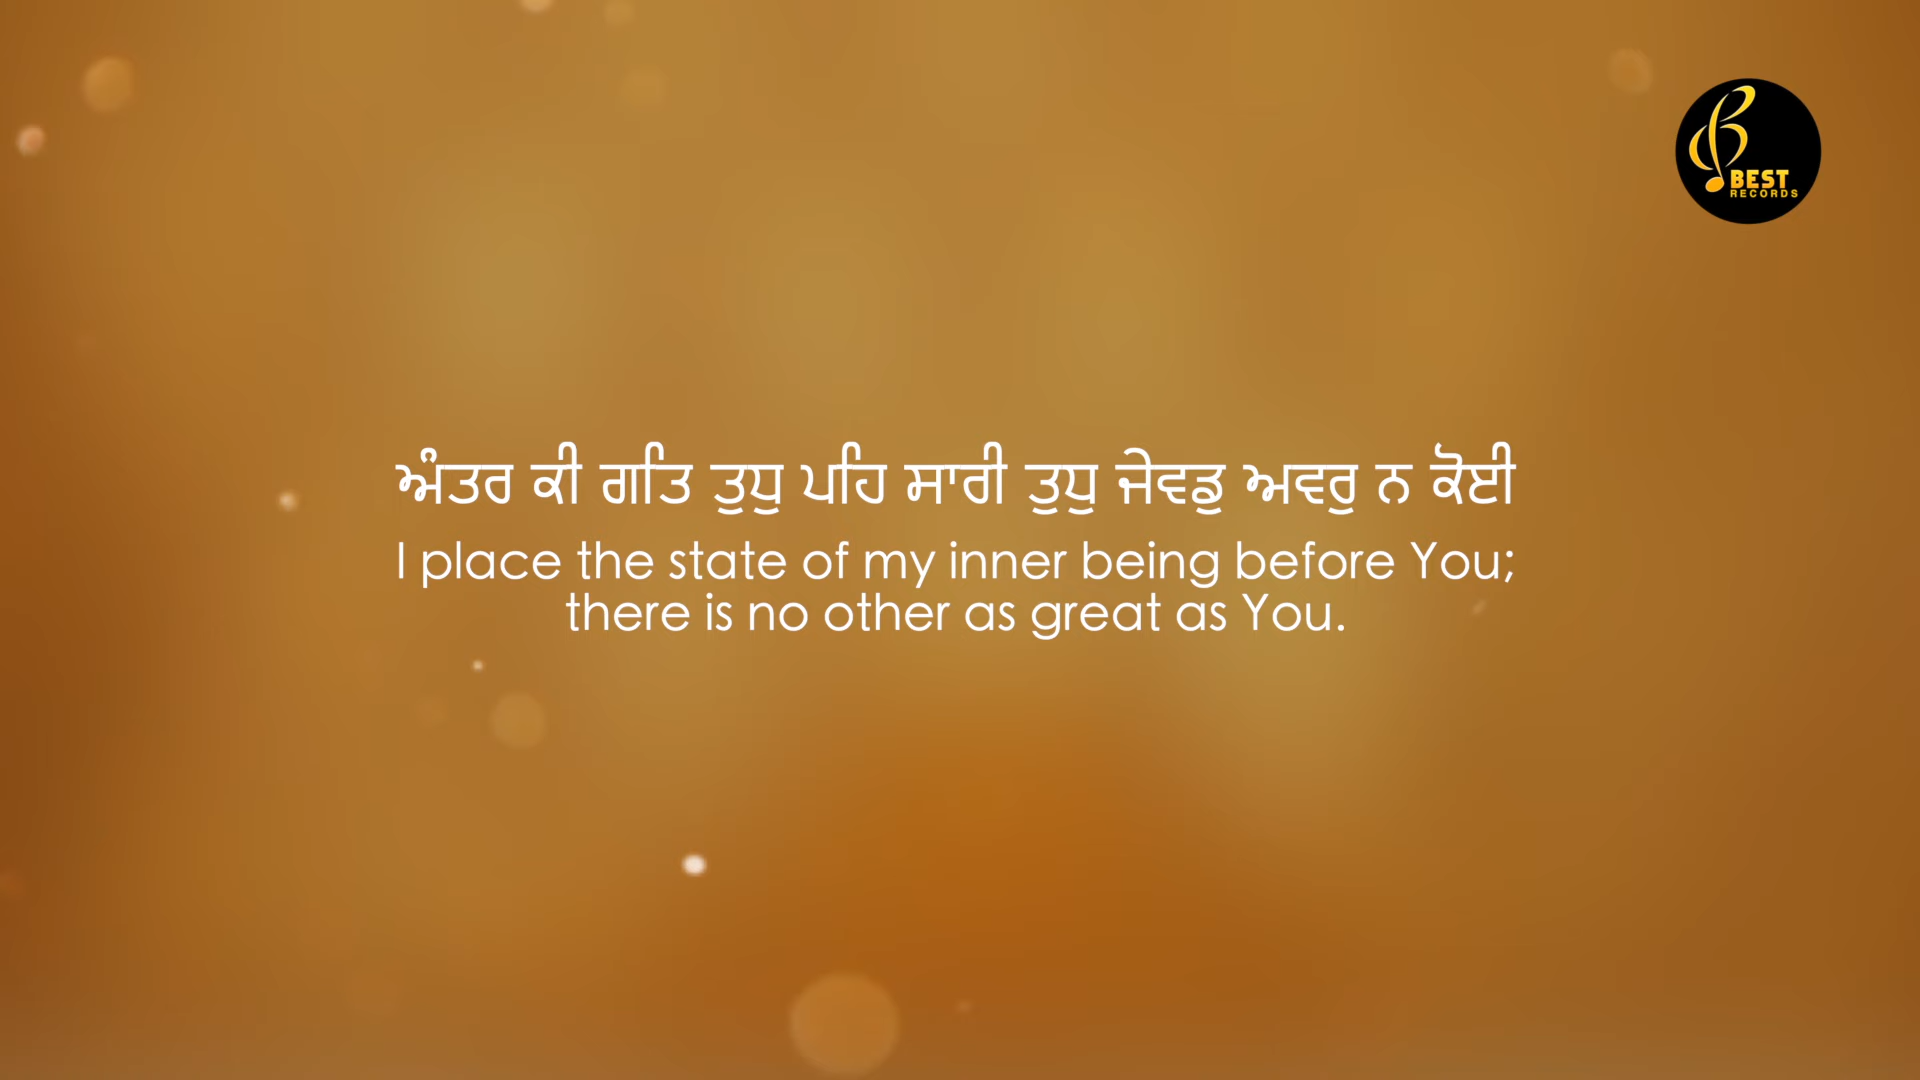 BEST
RECORDS
ਅੰਤਰ ਕੀ ਗਤਿ ਤੁਧੁ ਪਹਿ ਸਾਰੀ ਤੁਧੁ ਜੇਵਡੁ ਅਵਰੁ ਨ ਕੋਈ
I place the state of my inner being before You;
there is no other as great as You.